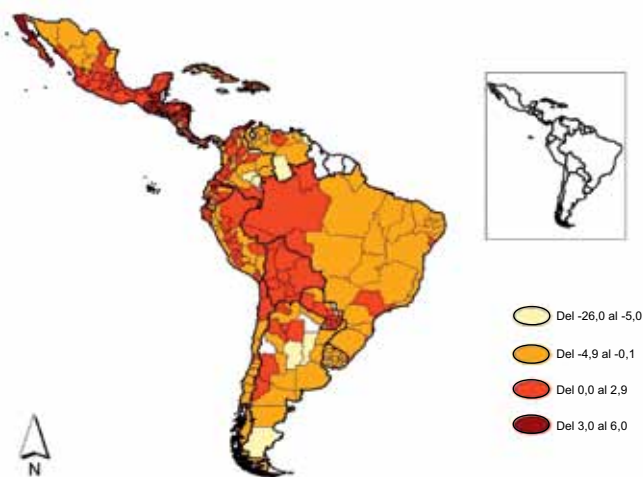 Del -26,0 al -5,0
Del -4,9 al -0,1
Del 0,0 al 2,9
Del 3,0 al 6,0
N